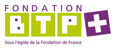 FONDATION
BTP+
Sous l'égide de la Fondation de France